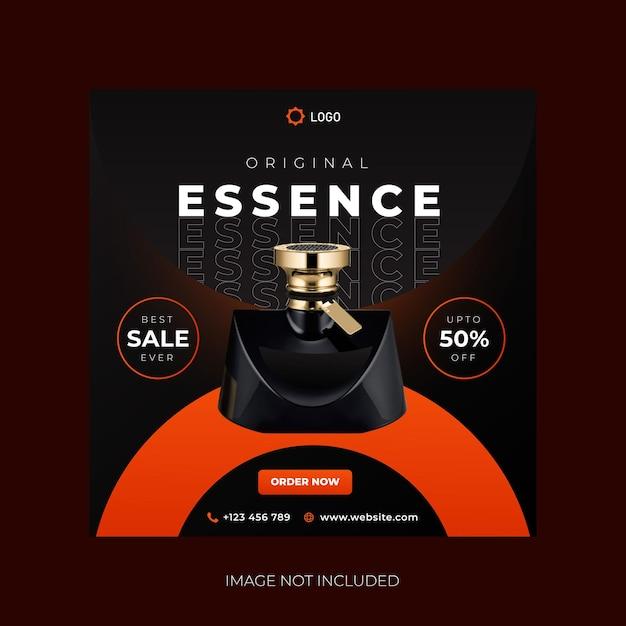 LOGO
ORIGINAL
ESSENCE
ESSENCE
ESSENCE
ESSENCE
BEST
SALE
EVER
UPTO
50%
OFF
ORDER NOW
+123 456 789 www.website.com
IMAGE NOT INCLUDED